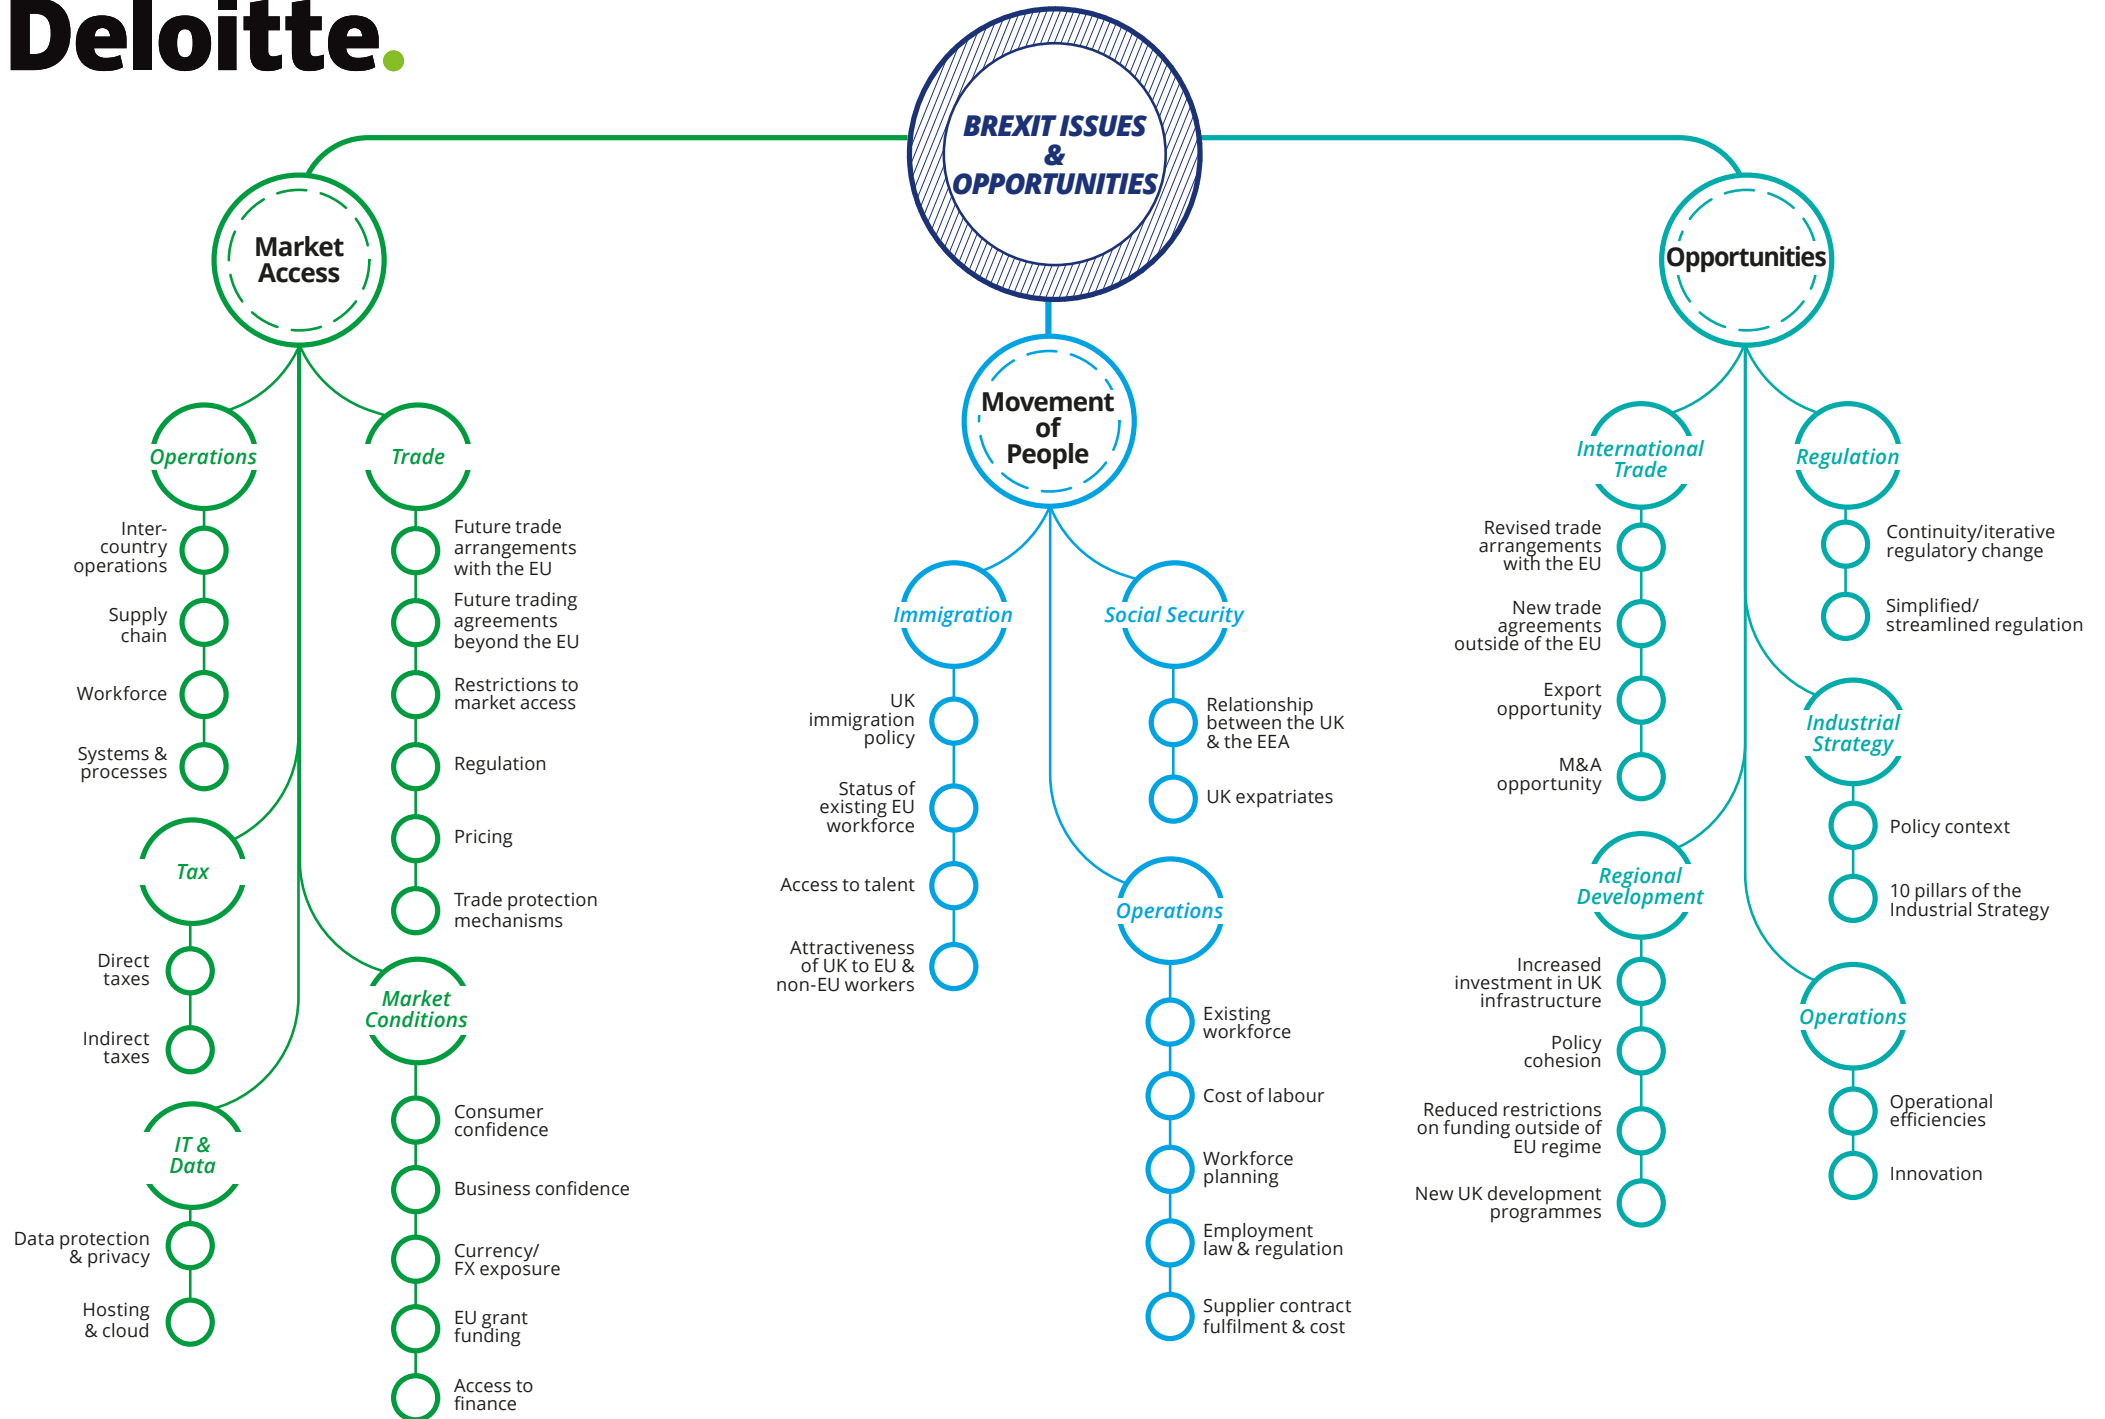 Deloitte.
BREXIT ISSUES
&
OPPORTUNITIES
Market
Access
Operations
Inter-
country
operations
Supply
chain
Workforce
Systems &
processes
Trade
Future trade
arrangements
with the EU
Future trading
agreements
beyond the EU
Restrictions to
market access
Regulation
Pricing
Trade protection
mechanisms
Tax
Direct
taxes
Indirect
taxes
Market
Conditions
Consumer
confidence
Business confidence
Currency/
FX exposure
EU grant
funding
Access to
finance
IT &
Data
Data protection
& privacy
Hosting
& cloud
Movement
of
People
Immigration
UK
immigration
policy
Status of
existing EU
workforce
Access to talent
Attractiveness
of UK to EU &
non-EU workers
Social Security
Relationship
between the UK
& the EEA
UK expatriates
Operations
Existing
workforce
Cost of labour
Workforce
planning
Employment
law & regulation
Supplier contract
fulfilment & cost
Opportunities
International
Trade
Revised trade
arrangements
with the EU
New trade
agreements
outside of the EU
Export
opportunity
M&A
opportunity
Regulation
Continuity/iterative
regulatory change
Simplified/
streamlined regulation
Industrial
Strategy
Policy context
10 pillars of the
Industrial Strategy
Regional
Development
Increased
investment in UK
infrastructure
Policy
cohesion
Reduced restrictions
on funding outside of
EU regime
New UK development
programmes
Operations
Operational
efficiencies
Innovation